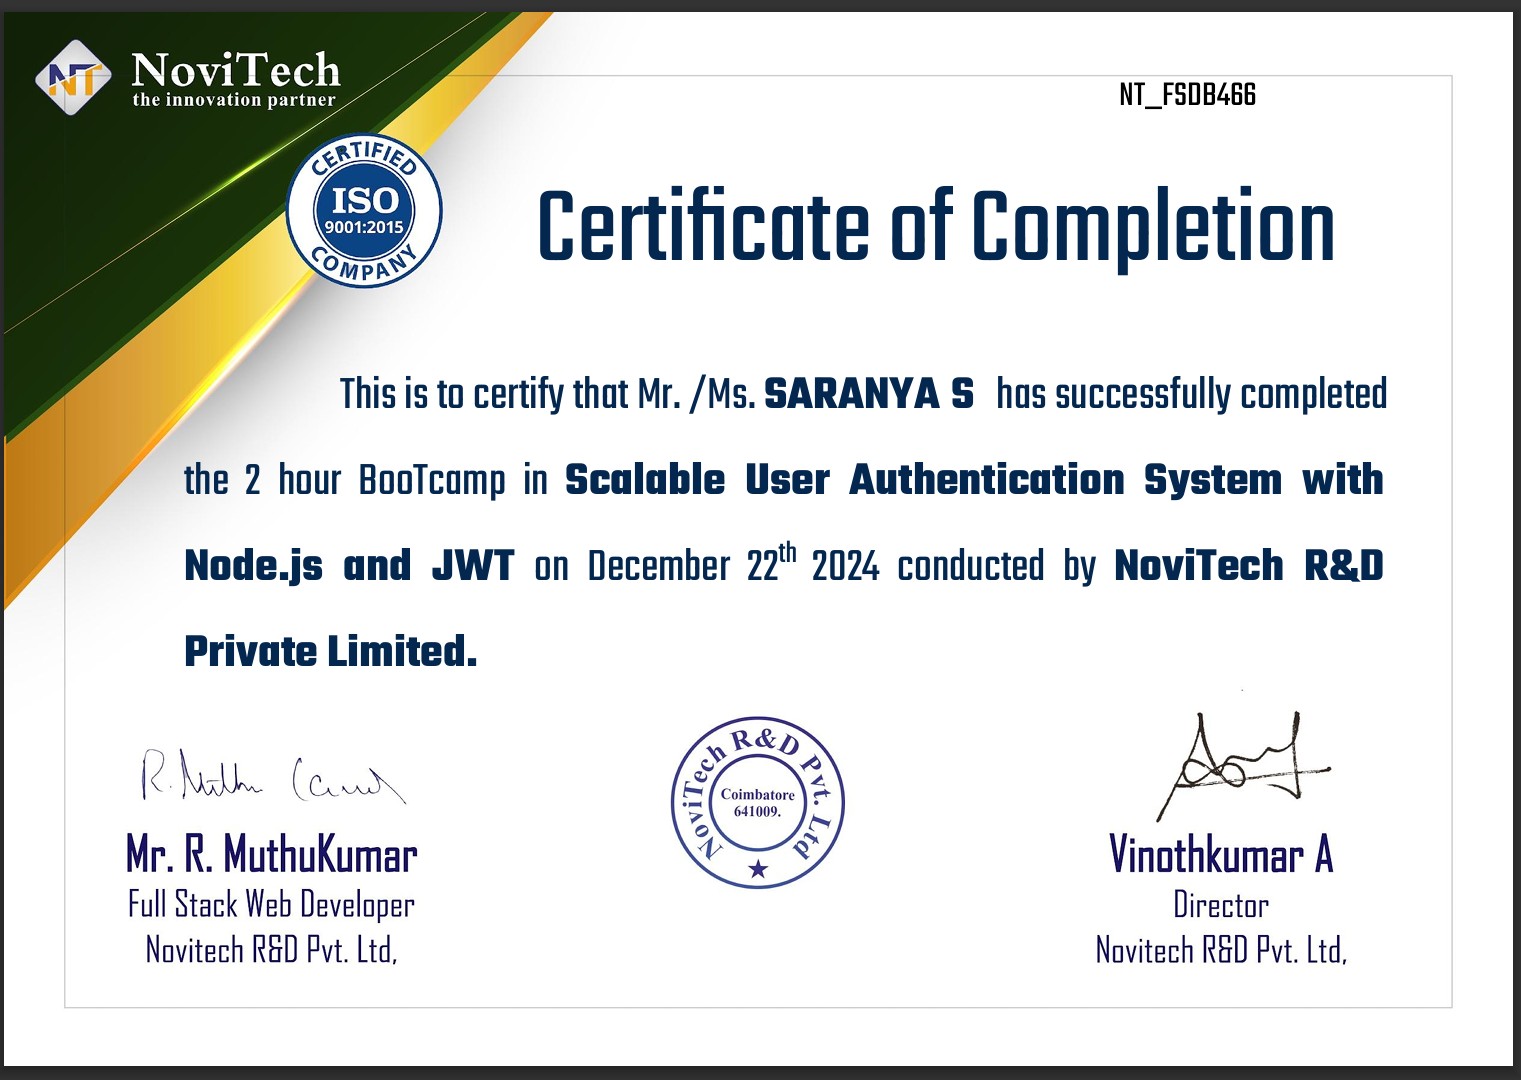 NT
NoviTech
the innovation partner
NT_FSDB466
CERTIFIED
ISO
9001:2015
COMPANY
Certificate of Completion
This is to certify that Mr. /Ms. SARANYA S has successfully completed
the 2 hour BooTcamp in Scalable User Authentication System with
Node.js and JWT on December 22th 2024 conducted by NoviTech R&D
Private Limited.
R. Muthu
NoviTech R&D Pvt. Ltd
Coimbatore
641009.
Mr. R. MuthuKumar
Full Stack Web Developer
Novitech R&D Pvt. Ltd,
Vinothkumar A
Director
Novitech R&D Pvt. Ltd,